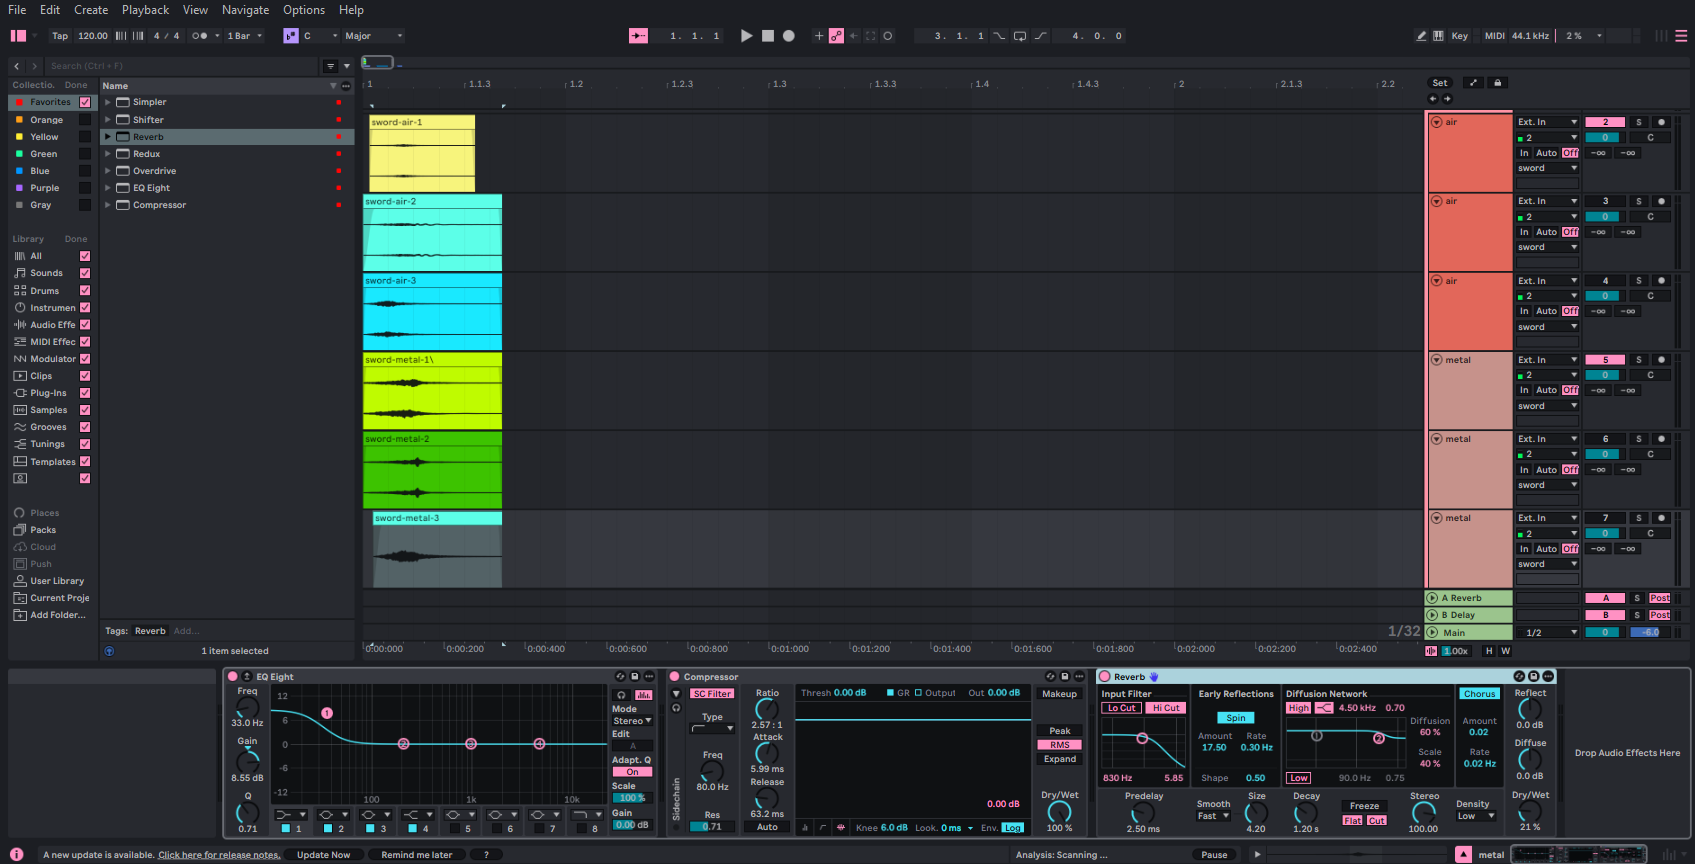 File Edit Create Playback View Navigate Options Help
Tap 120.00 4 / 4 1 Bar C Major 1. 1. 1 3. 1. 1 4. 0. 0 Key MIDI 44.1 kHz 2 %
Search (Ctrl + F)
Collectio. Done Name
Favorites Simpler
Orange Shifter
Yellow Reverb
Green Redux
Blue Overdrive
Purple EQ Eight
Gray Compressor
Library Done
All
Sounds
Drums
Instrumen
Audio Effe
MIDI Effec
Modulator
Clips
Plug-Ins
Samples
Grooves
Tunings
Templates
Places
Packs
Cloud
Push
User Library
Current Proje
Add Folder...
Tags: Reverb Add...
1 item selected
1 1.1.3 1.2 1.2.3 1.3 1.3.3 1.4 1.4.3 2 2.2 Set
sword-air-1 air Ext. In 2 S
2 0 C
In Auto Off -∞ -∞
sword
sword-air-2 air Ext. In 3 S
2 0 C
In Auto Off -∞ -∞
sword
sword-air-3 air Ext. In 4 S
2 0 C
In Auto Off -∞ -∞
sword
sword-metal-1\ metal Ext. In 5 S
2 0 C
In Auto Off -∞ -∞
sword
sword-metal-2 metal Ext. In 6 S
2 0 C
In Auto Off -∞ -∞
sword
sword-metal-3 metal Ext. In 7 S
2 0 C
In Auto Off -∞ -∞
sword
A Reverb A S Post
B Delay B S Post
1/32 Main 1/2 0 -6.0
0:00:000 0:00:200 0:00:400 0:00:600 0:00:800 0:01:000 0:01:200 0:01:400 0:01:600 0:01:800 0:02:000 0:02:200 0:02:400 1.00x H W
EQ Eight
Freq
33.0 Hz
Gain
8.55 dB
Q
0.71
12
6
0
-6
-12
100 1k 10k
1 2 3 4
1 2 3 4 5 6 7 8
Mode
Stereo
Edit
A
Adapt. Q
On
Scale
100 %
Gain
0.00 dB
Compressor
Sidechain
SC Filter
Type
Freq
80.0 Hz
Res
0.71
Ratio
2.57 : 1
Attack
5.99 ms
Release
63.2 ms
Auto
Thresh 0.00 dB GR Output Out 0.00 dB
0.00 dB
Knee 6.0 dB Look. 0 ms Env. Log
Makeup
Peak
RMS
Expand
Dry/Wet
100 %
Reverb
Input Filter
Lo Cut Hi Cut
830 Hz 5.85
Predelay
2.50 ms
Early Reflections
Spin
Amount Rate
17.50 0.30 Hz
Shape 0.50
Smooth
Fast
Size
4.20
Decay
1.20 s
Diffusion Network
High 4.50 kHz 0.70
1 2
Diffusion
60 %
Scale
40 %
Low 90.0 Hz 0.75
Freeze
Flat Cut
Stereo
100.00
Density
Low
Chorus
Amount
0.02
Rate
0.02 Hz
Reflect
0.0 dB
Diffuse
0.0 dB
Dry/Wet
21 %
Drop Audio Effects Here
A new update is available. Click here for release notes. Update Now Remind me later ? Analysis: Scanning ... Pause metal